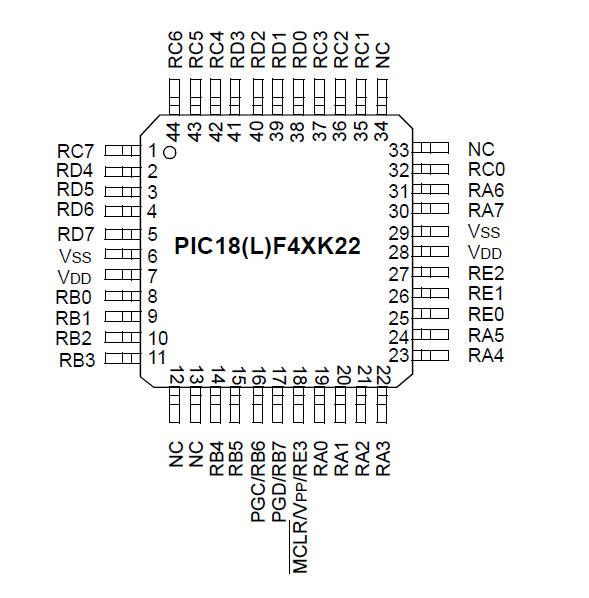 RC6
RC5
RC4
RD3
RD2
RD1
RD0
RC3
RC2
RC1
NC
44
43
42
41
40
39
38
37
36
35
34
RC7 1
RD4 2
RD5 3
RD6 4
RD7 5
VSS 6
VDD 7
RB0 8
RB1 9
RB2 10
RB3 11
PIC18(L)F4XK22
33 NC
32 RC0
31 RA6
30 RA7
29 VSS
28 VDD
27 RE2
26 RE1
25 RE0
24 RA5
23 RA4
12
13
14
15
16
17
18
19
20
21
22
NC
NC
RB4
RB5
PGC/RB6
PGD/RB7
MCLR/VPP/RE3
RA0
RA1
RA2
RA3